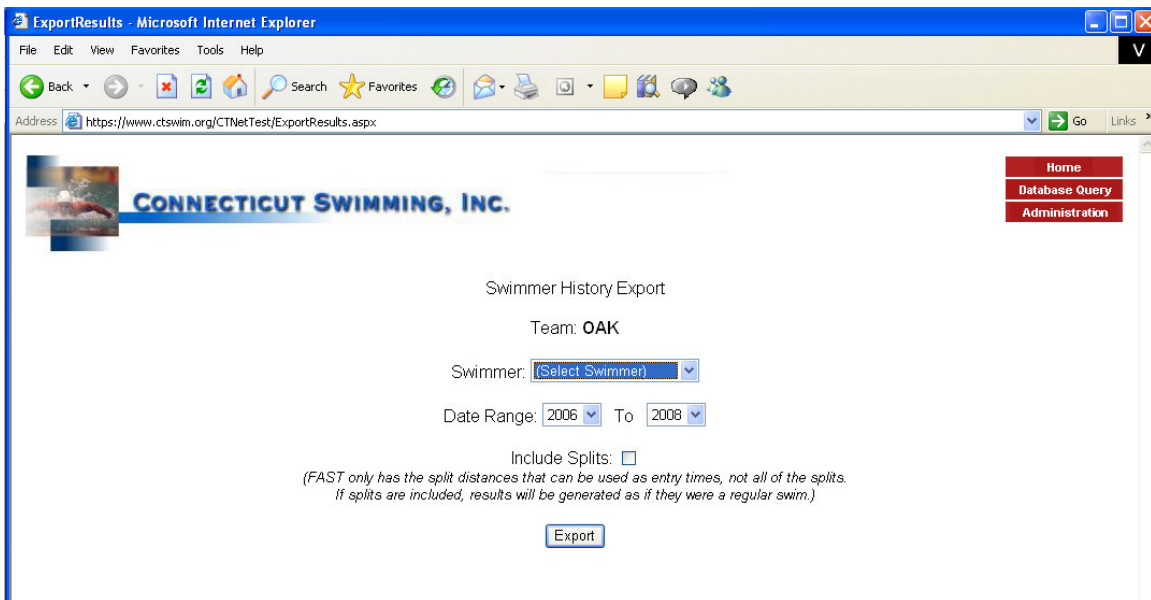 ExportResults - Microsoft Internet Explorer
File Edit View Favorites Tools Help
V
Back Search Favorites
Address https://www.ctswim.org/CTNetTest/ExportResults.aspx Go Links »
CONNECTICUT SWIMMING, INC.
Home
Database Query
Administration
Swimmer History Export
Team: OAK
Swimmer: (Select Swimmer)
Date Range: 2006 To 2008
Include Splits:
(FAST only has the split distances that can be used as entry times, not all of the splits.
If splits are included, results will be generated as if they were a regular swim.)
Export